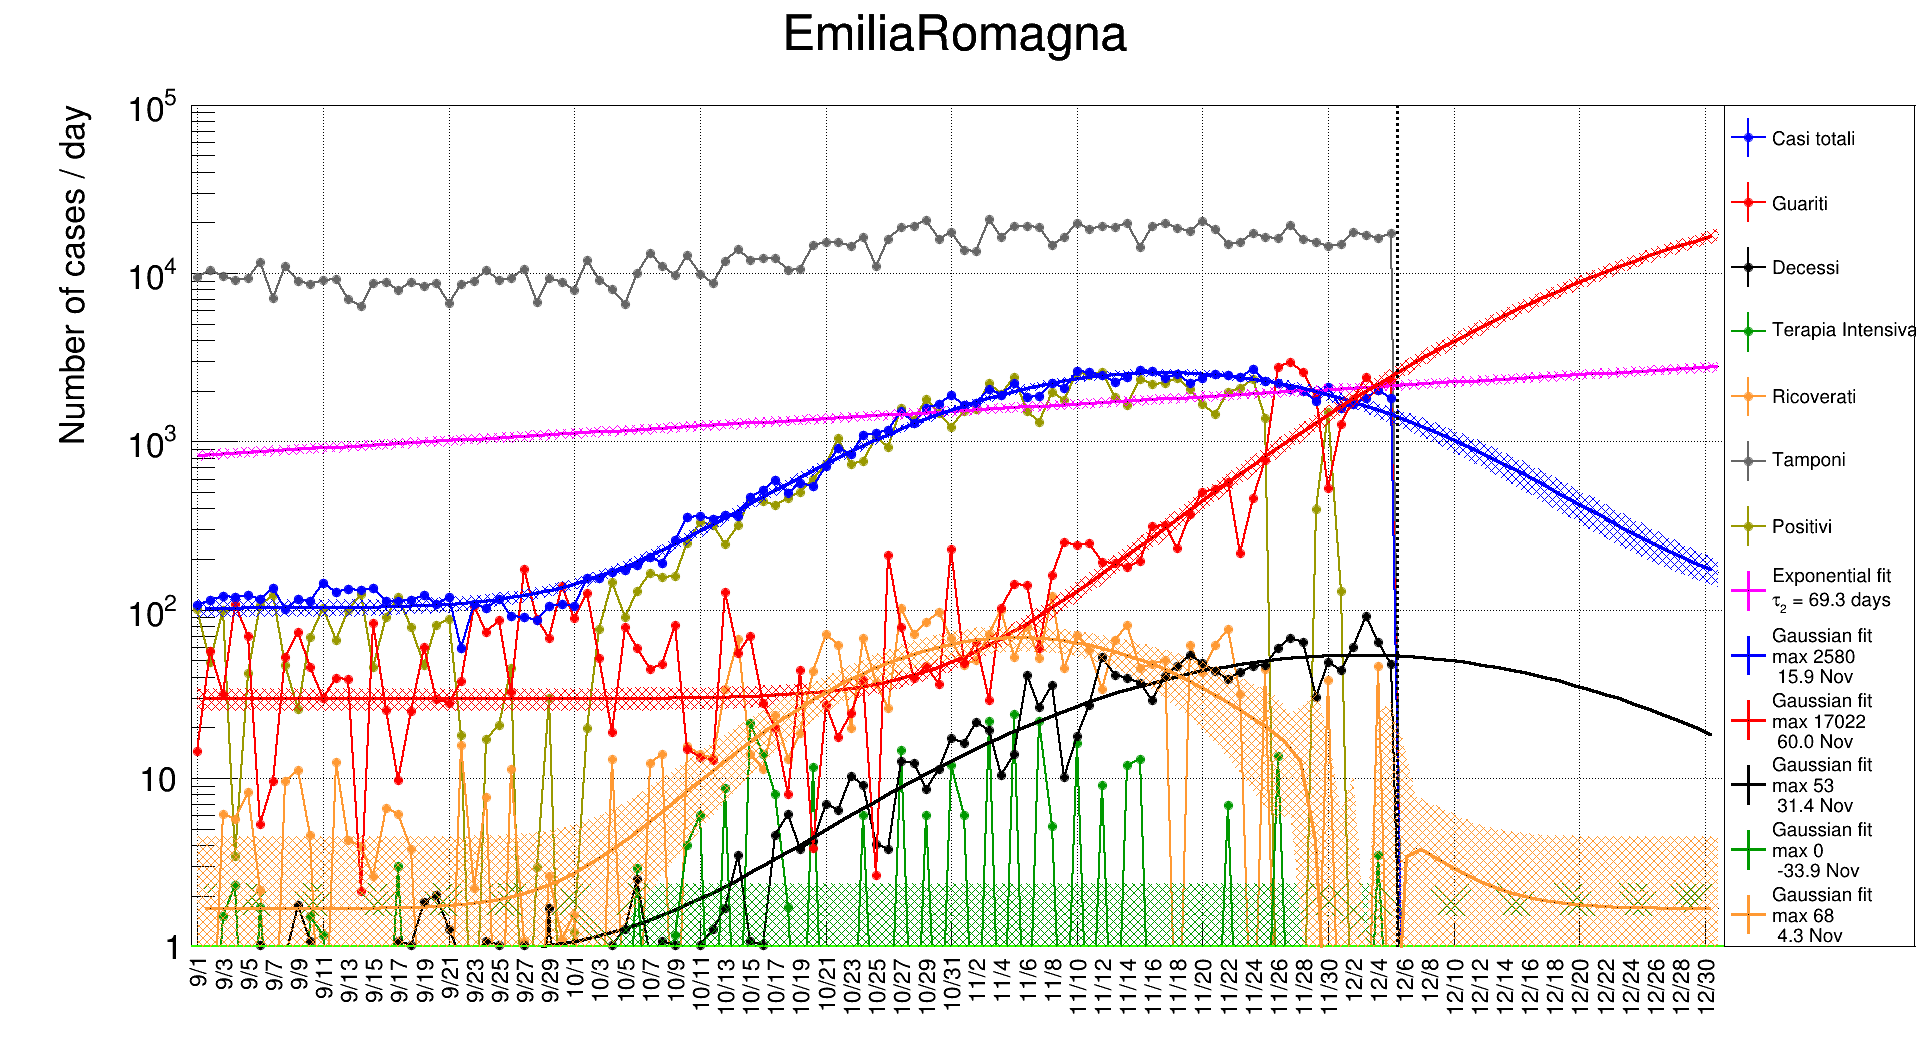 EmiliaRomagna
Number of cases / day
10^5
10^4
10^3
10^2
10
1
9/1 9/3 9/5 9/7 9/9 9/11 9/13 9/15 9/17 9/19 9/21 9/23 9/25 9/27 9/29 10/1 10/3 10/5 10/7 10/9 10/11 10/13 10/15 10/17 10/19 10/21 10/23 10/25 10/27 10/29 10/31 11/2 11/4 11/6 11/8 11/10 11/12 11/14 11/16 11/18 11/20 11/22 11/24 11/26 11/28 11/30 12/2 12/4 12/6 12/8 12/10 12/12 12/14 12/16 12/18 12/20 12/22 12/24 12/26 12/28 12/30
Casi totali
Guariti
Decessi
Terapia Intensiva
Ricoverati
Tamponi
Positivi
Exponential fit
τ2 = 69.3 days
Gaussian fit
max 2580
15.9 Nov
Gaussian fit
max 17022
60.0 Nov
Gaussian fit
max 53
31.4 Nov
Gaussian fit
max 0
-33.9 Nov
Gaussian fit
max 68
4.3 Nov